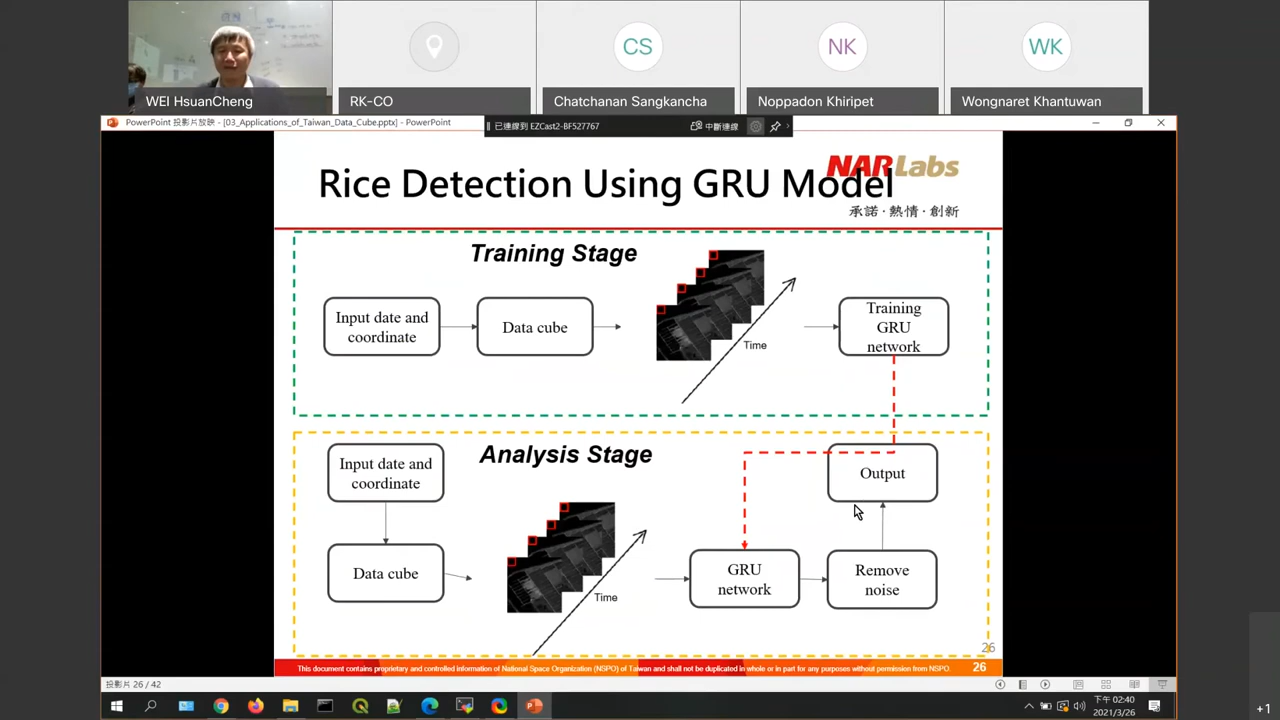 CS
NK
WK
WEI HsuanCheng
RK-CO
Chatchanan Sangkancha
Noppadon Khiripet
Wongnaret Khantuwan
PowerPoint 投影片放映 - [03_Applications_of_Taiwan_Data_Cube.pptx] - PowerPoint
已連線到 EZCast2-BF527767
中斷連線
Rice Detection Using GRU Model
NARLabs
承諾·熱情·創新
Training Stage
Input date and
coordinate
Data cube
Time
Training
GRU
network
Analysis Stage
Input date and
coordinate
Data cube
Time
GRU
network
Remove
noise
Output
26
This document contains proprietary and controlled information of National Space Organization (NSPO) of Taiwan and shall not be duplicated in whole or in part for any purposes without permission from NSPO.
26
投影片 26 / 42
下午 02:40
2021/3/26
+1